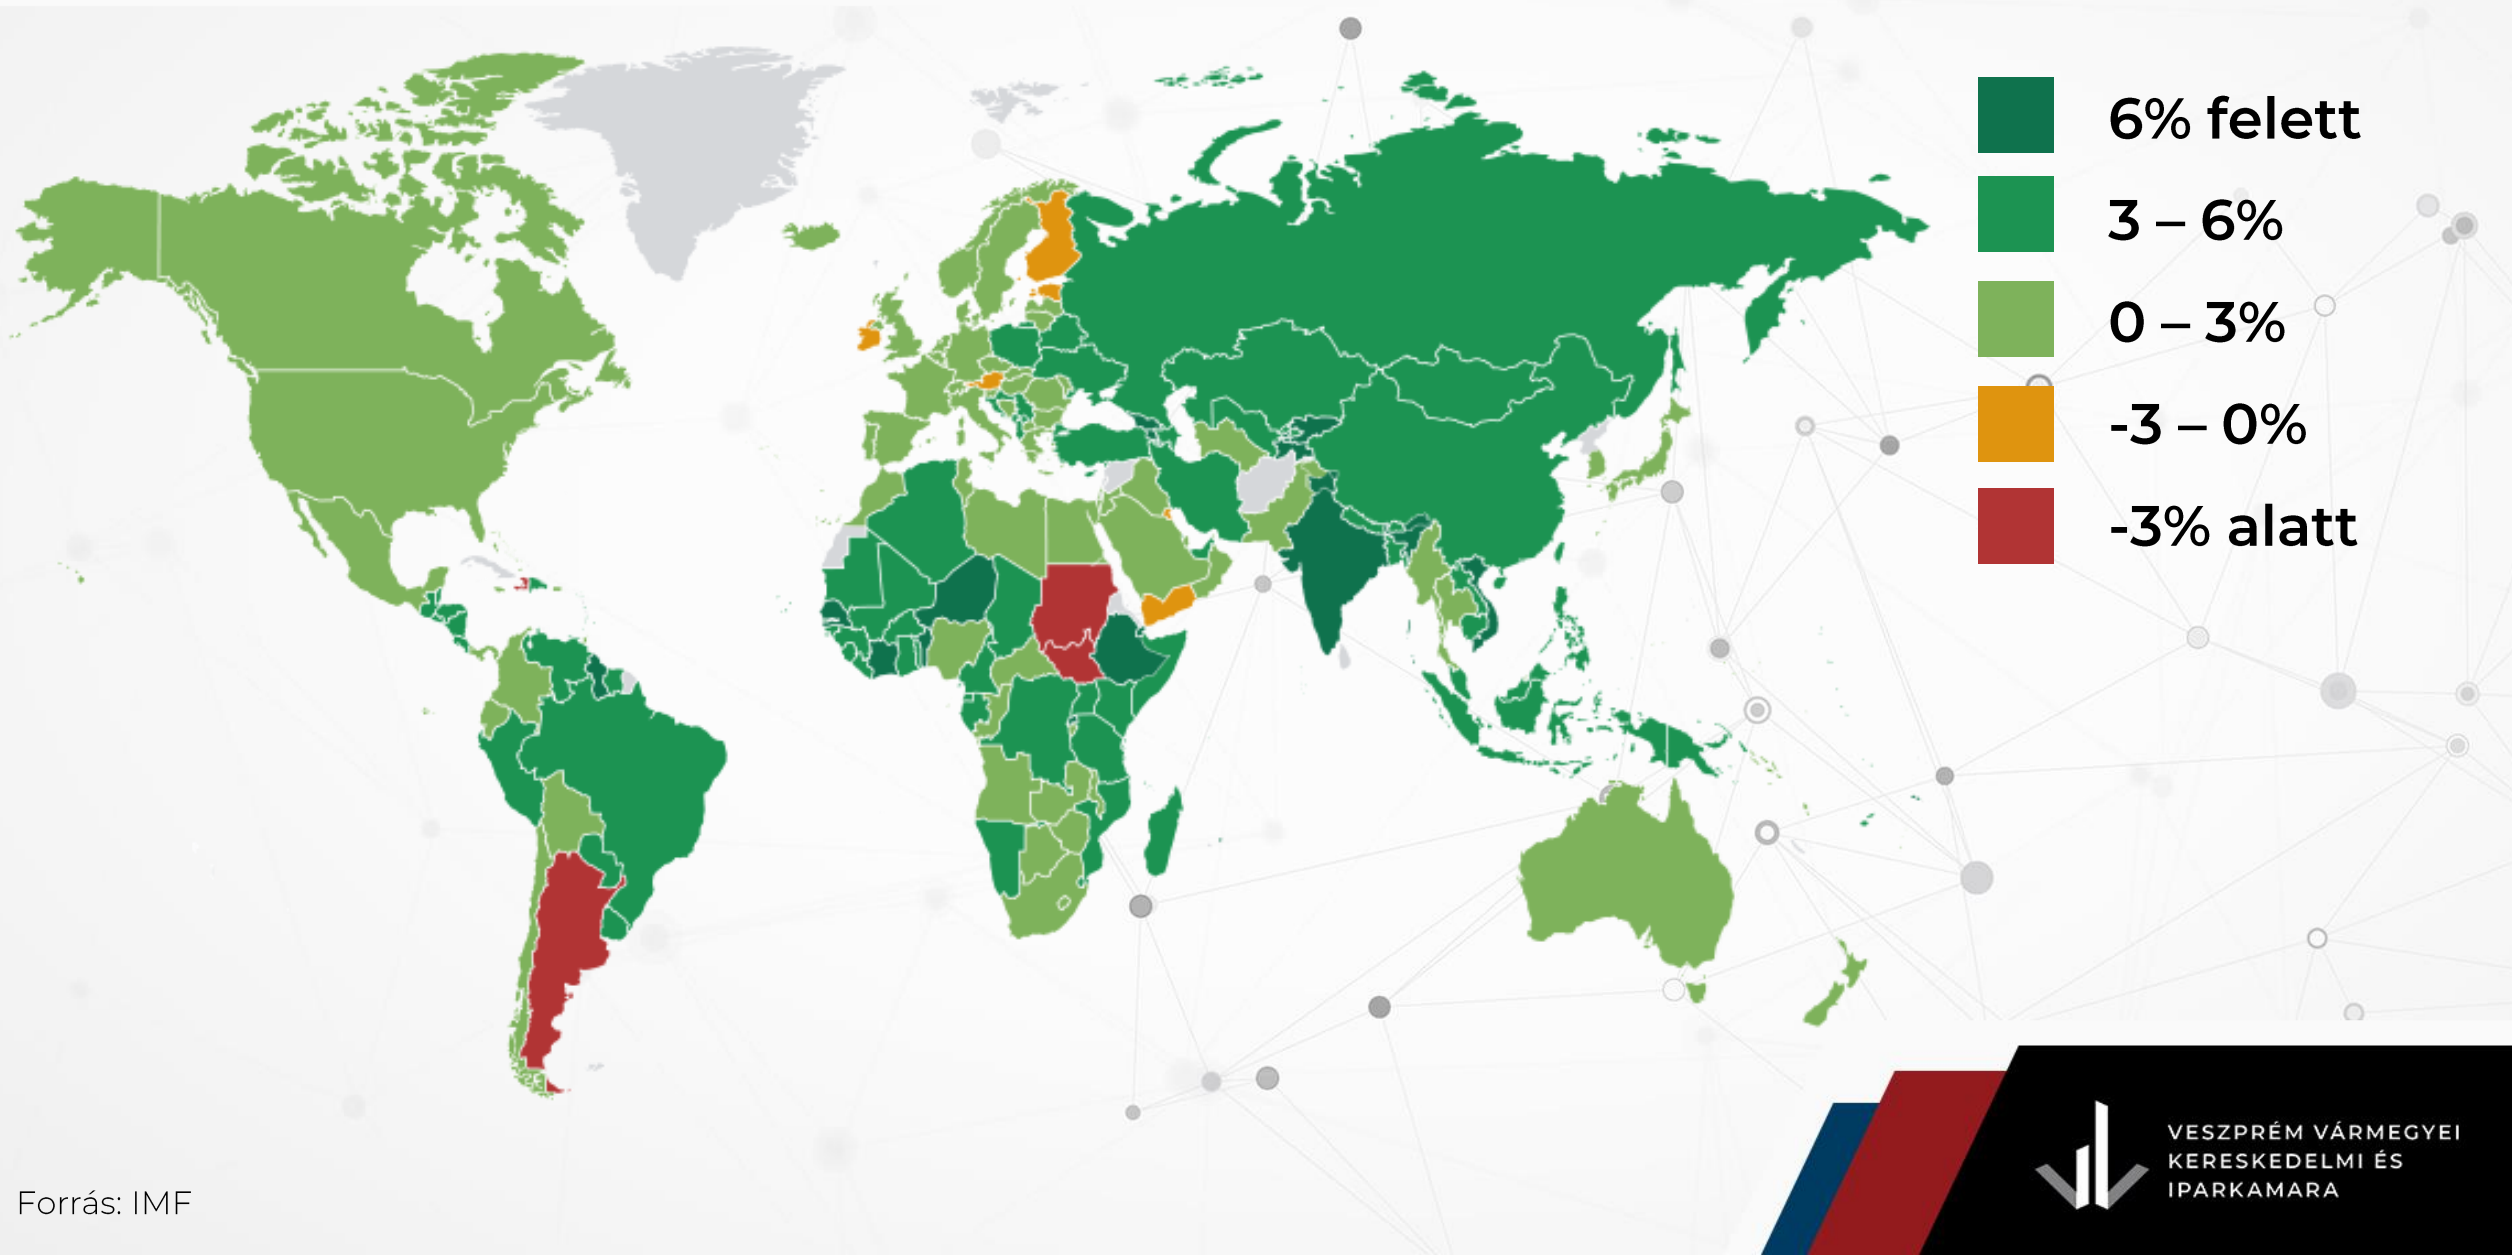 6% felett
3 – 6%
0 – 3%
-3 – 0%
-3% alatt
Forrás: IMF
VESZPRÉM VÁRMEGYEI
KERESKEDELMI ÉS
IPARKAMARA